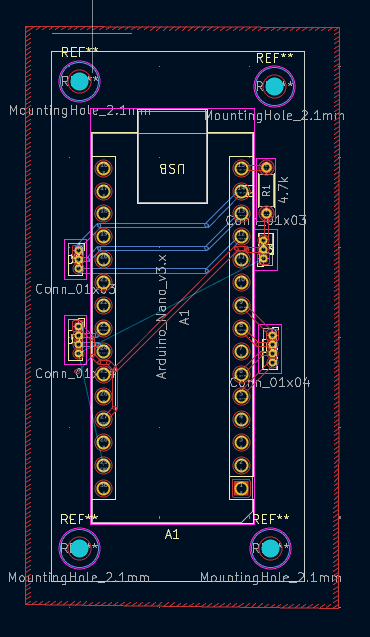 REF**
REF**
REF**
REF**
MountingHole_2.1mm
MountingHole_2.1mm
USB
R1
4.7k
Conn_01x03
Conn_01x03
Arduino_Nano_v3.x
A1
Conn_01x04
REF**
REF**
A1
REF**
REF**
MountingHole_2.1mm
MountingHole_2.1mm